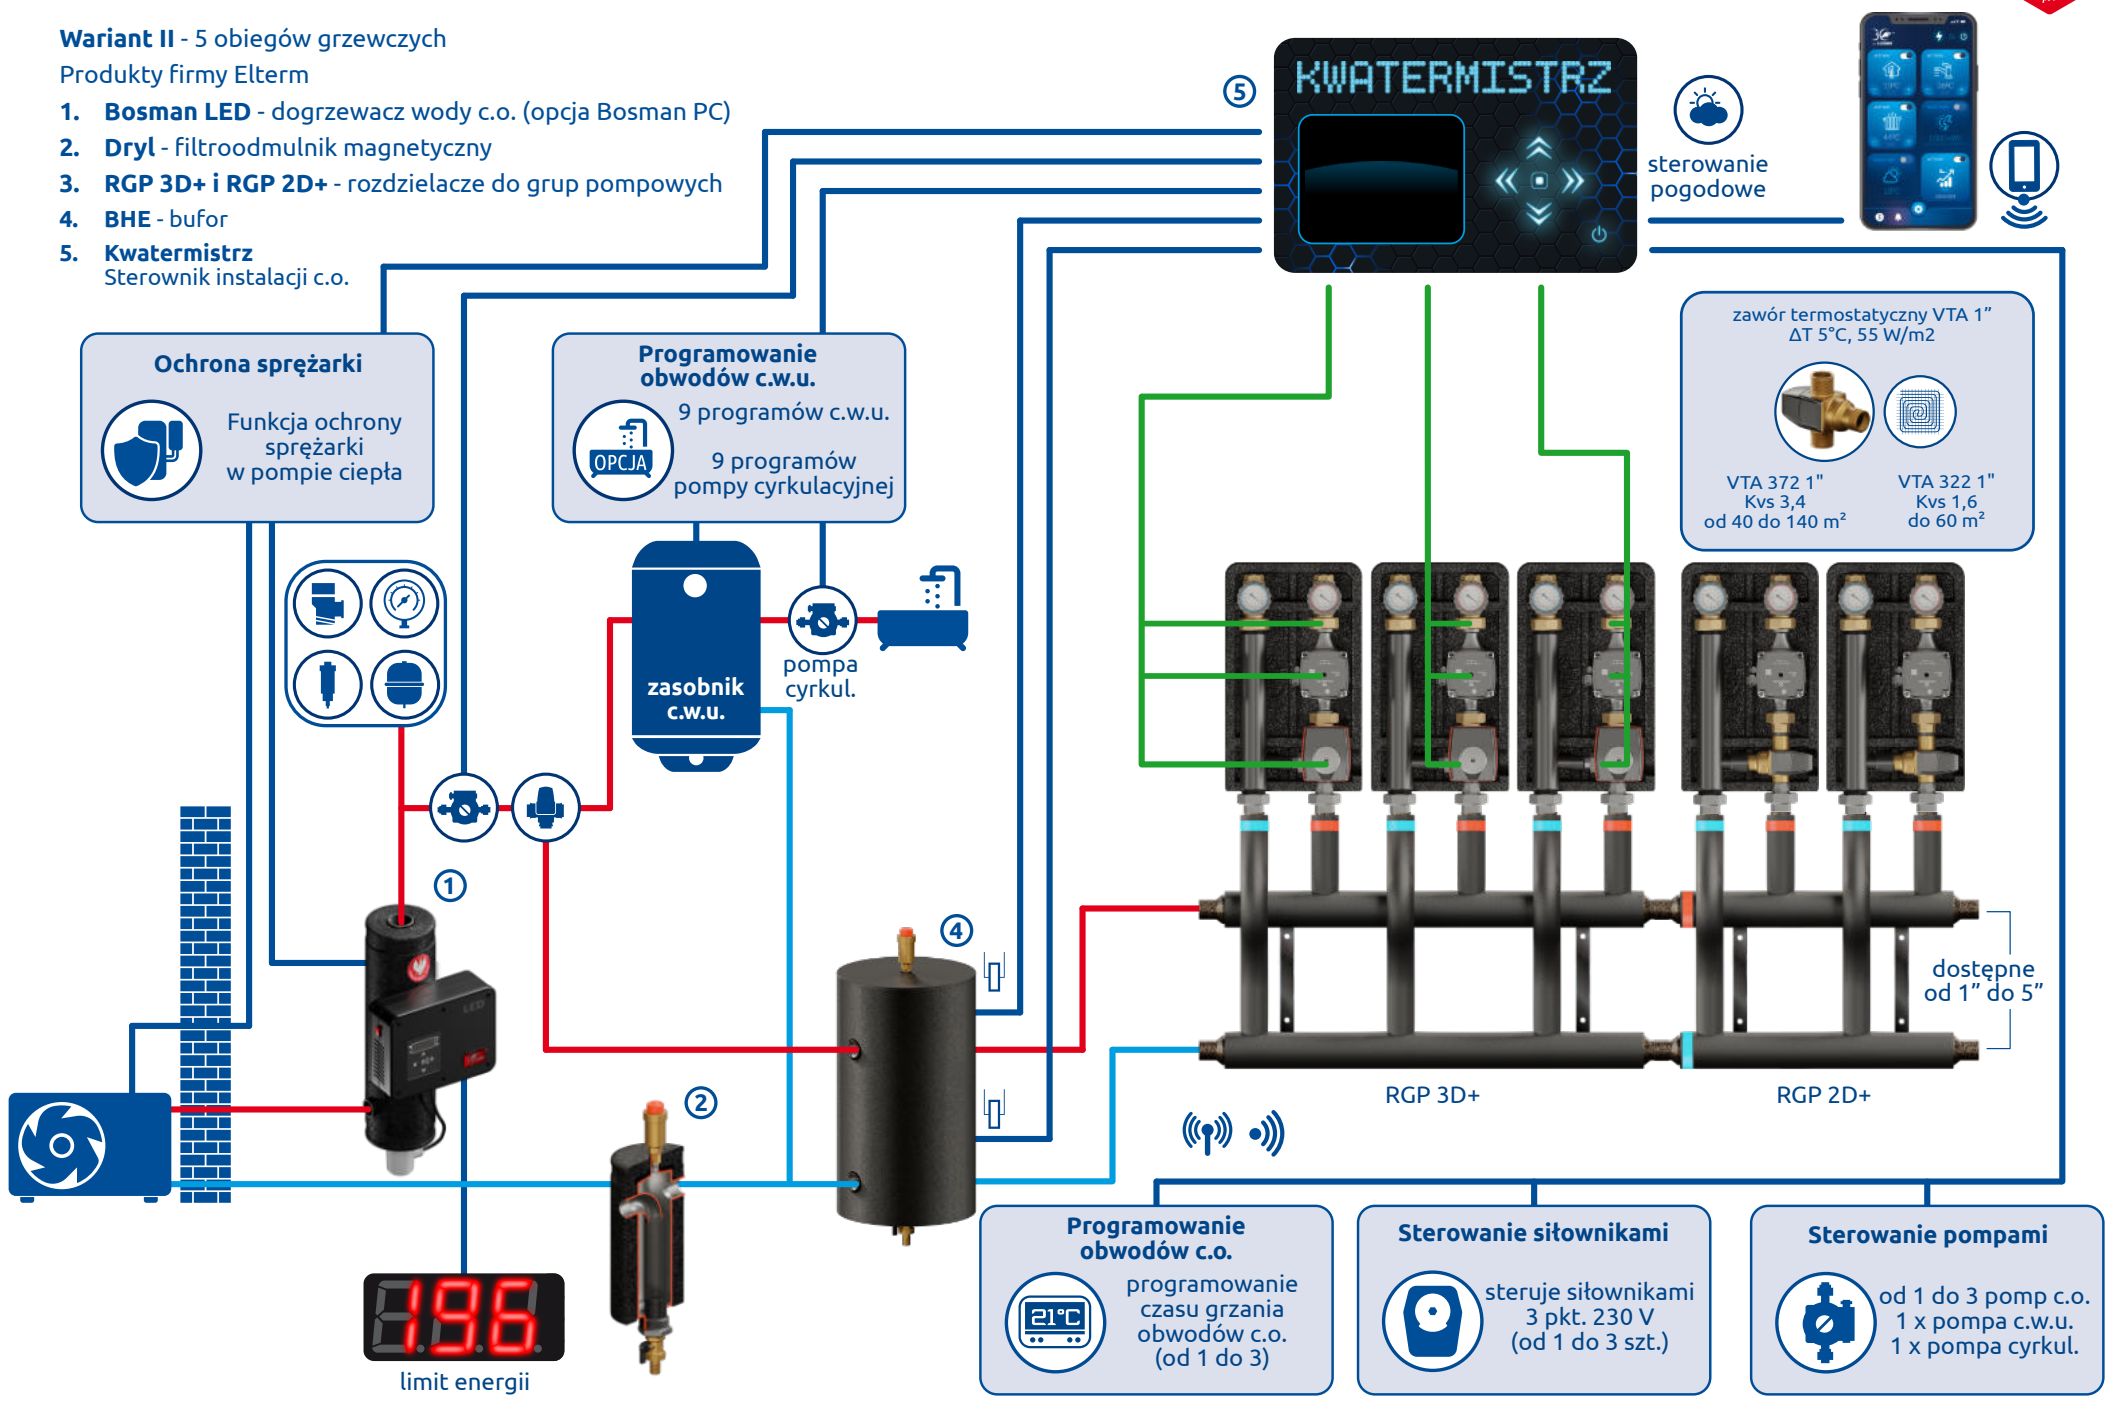 Wariant II - 5 obiegów grzewczych
Produkty firmy Elterm
1. Bosman LED - dogrzewacz wody c.o. (opcja Bosman PC)
2. Dryl - filtroodmulnik magnetyczny
3. RGP 3D+ i RGP 2D+ - rozdzielacze do grup pompowych
4. BHE - bufor
5. Kwatermistrz
Sterownik instalacji c.o.
5
KWATERMISTRZ
sterowanie
pogodowe
Ochrona sprężarki
Funkcja ochrony
sprężarki
w pompie ciepła
Programowanie
obwodów c.w.u.
OPCJA
9 programów c.w.u.
9 programów
pompy cyrkulacyjnej
zawór termostatyczny VTA 1”
ΔT 5°C, 55 W/m2
VTA 372 1"
Kvs 3,4
od 40 do 140 m²
VTA 322 1"
Kvs 1,6
do 60 m²
zasobnik
c.w.u.
pompa
cyrkul.
1
LED
4
2
dostępne
od 1” do 5”
RGP 3D+
RGP 2D+
196
limit energii
Programowanie
obwodów c.o.
21°C
programowanie
czasu grzania
obwodów c.o.
(od 1 do 3)
Sterowanie siłownikami
steruje siłownikami
3 pkt. 230 V
(od 1 do 3 szt.)
Sterowanie pompami
od 1 do 3 pomp c.o.
1 x pompa c.w.u.
1 x pompa cyrkul.